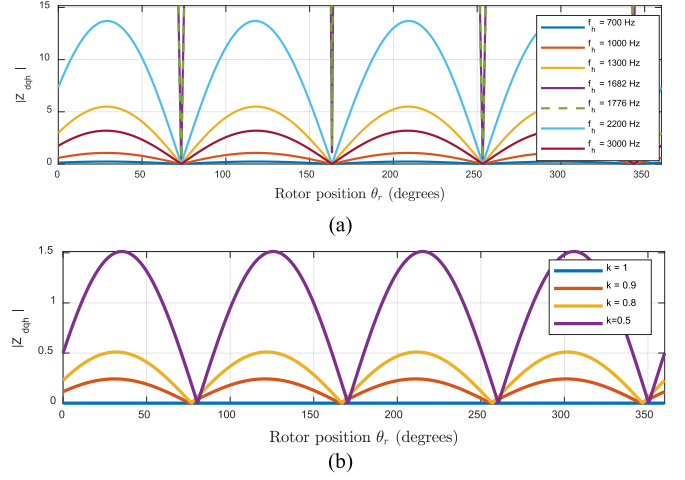 15
10
5
0
|Z dqh |
0
50
100
150
200
250
300
350
Rotor position θr (degrees)
f h = 700 Hz
f h = 1000 Hz
f h = 1300 Hz
f h = 1682 Hz
f h = 1776 Hz
f h = 2200 Hz
f h = 3000 Hz
(a)
1.5
1
0.5
0
|Z dqh |
0
50
100
150
200
250
300
350
Rotor position θr (degrees)
k = 1
k = 0.9
k = 0.8
k=0.5
(b)